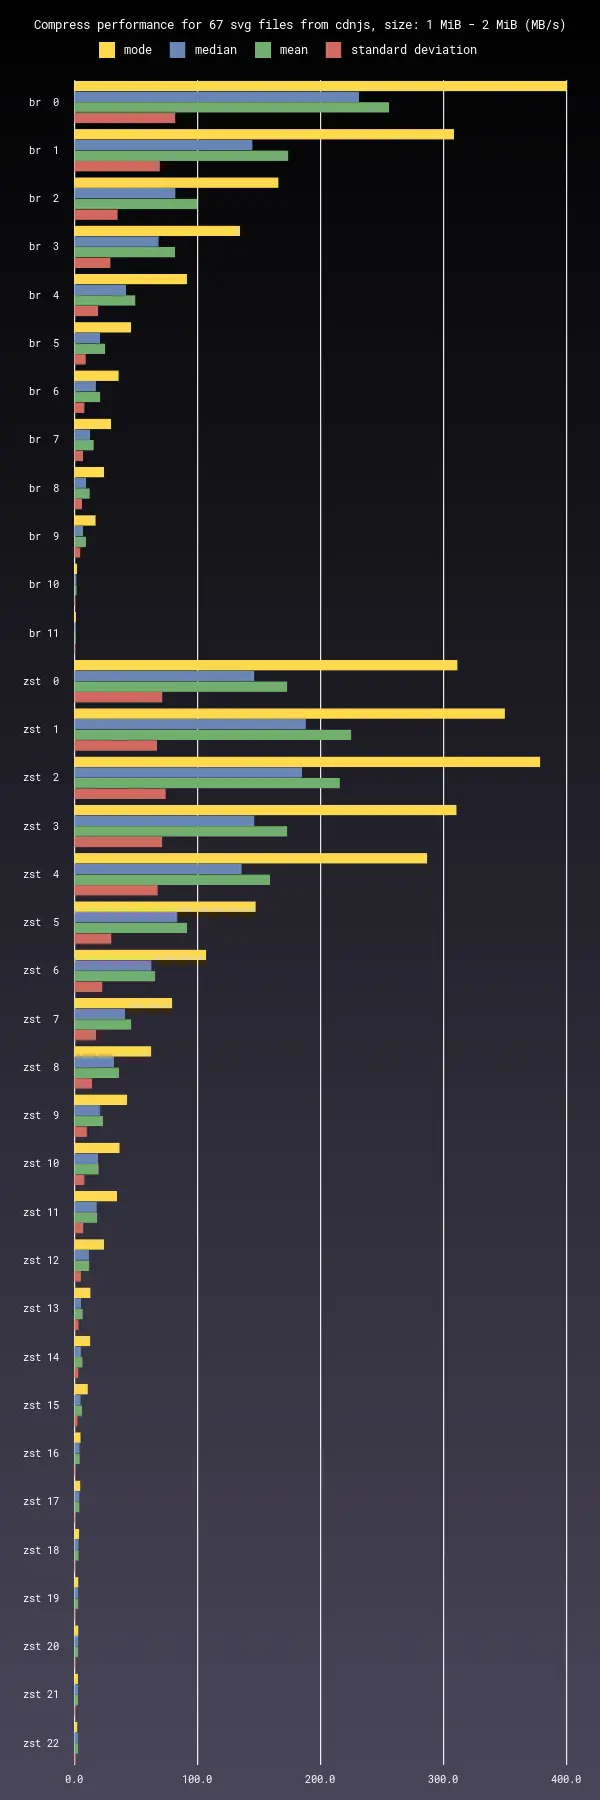 Compress performance for 67 svg files from cdnjs, size: 1 MiB - 2 MiB (MB/s)
mode median mean standard deviation
br 0
br 1
br 2
br 3
br 4
br 5
br 6
br 7
br 8
br 9
br 10
br 11
zst 0
zst 1
zst 2
zst 3
zst 4
zst 5
zst 6
zst 7
zst 8
zst 9
zst 10
zst 11
zst 12
zst 13
zst 14
zst 15
zst 16
zst 17
zst 18
zst 19
zst 20
zst 21
zst 22
0.0 100.0 200.0 300.0 400.0